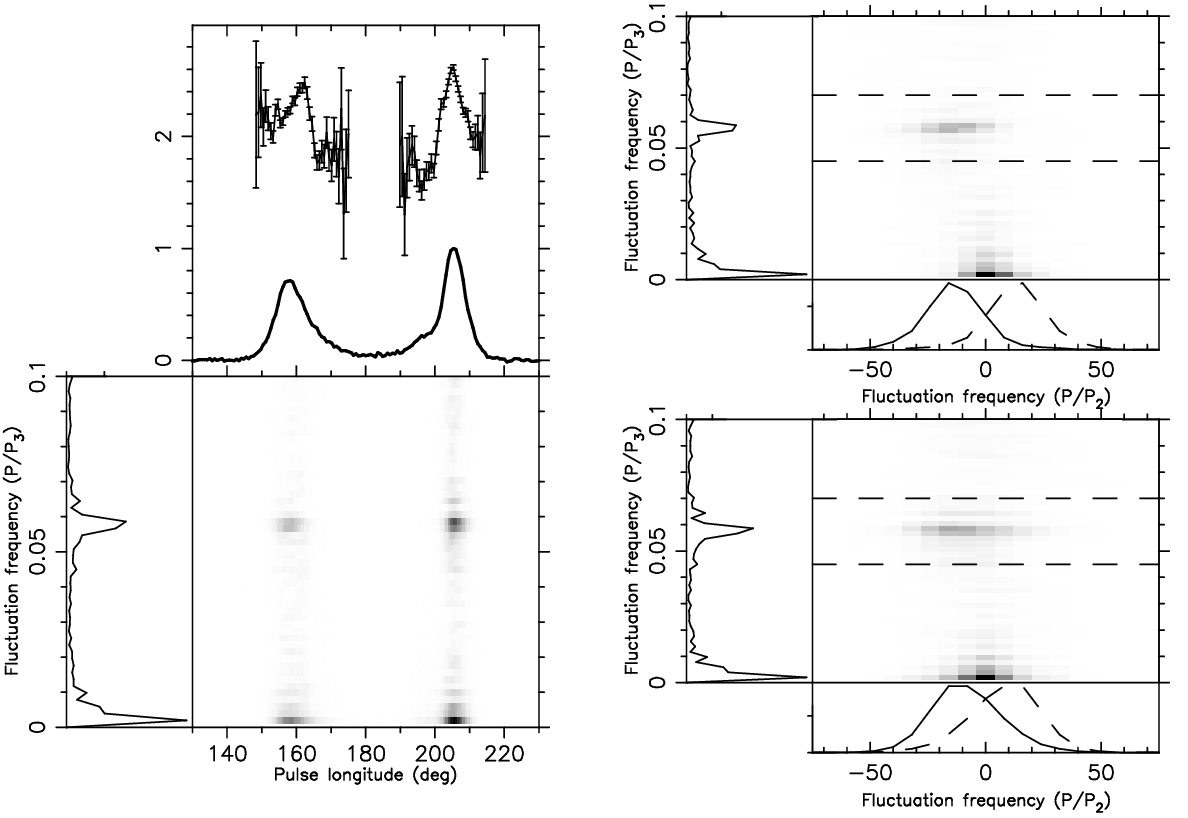 2
1
0
0.1
0.05
0
Fluctuation frequency (P/P3)
140 160 180 200 220
Pulse longitude (deg)
0.1
0.05
0
Fluctuation frequency (P/P3)
−50 0 50
Fluctuation frequency (P/P2)
0.1
0.05
0
Fluctuation frequency (P/P3)
−50 0 50
Fluctuation frequency (P/P2)